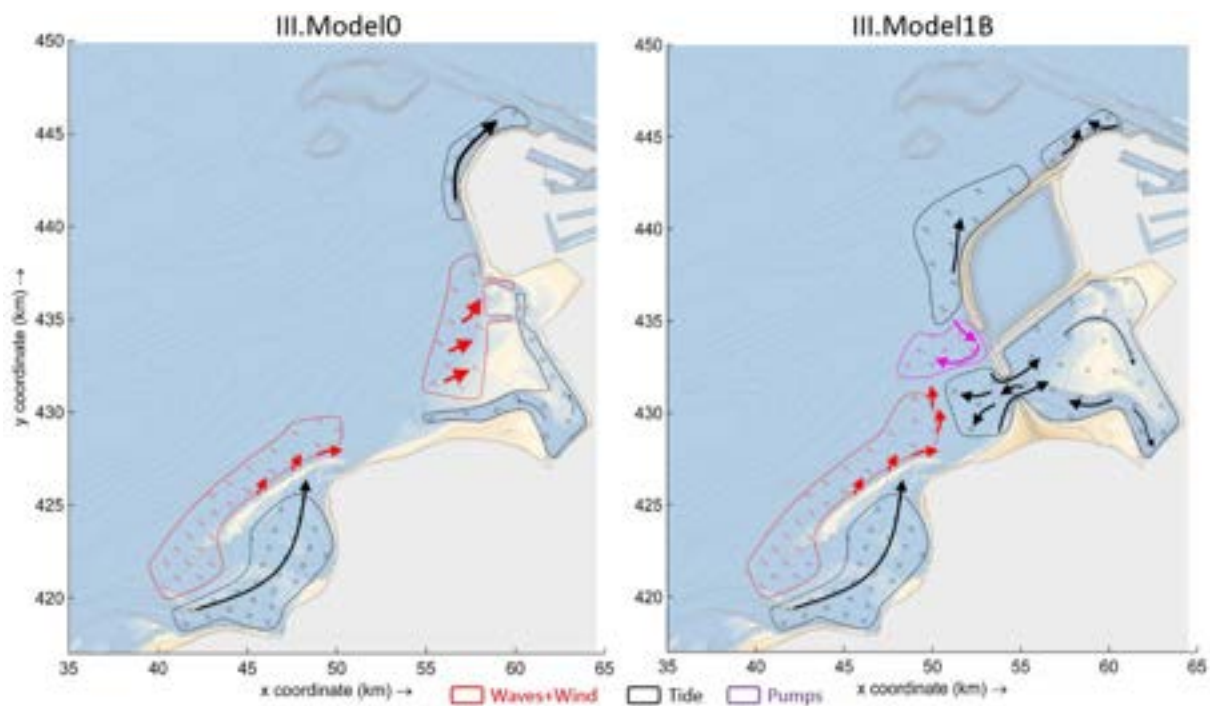 III.Model0
III.Model1B
450
445
440
435
430
425
420
y coordinate (km) →
35 40 45 50 55 60 65
x coordinate (km) →
450
445
440
435
430
425
420
35 40 45 50 55 60 65
x coordinate (km) →
Waves+Wind Tide Pumps